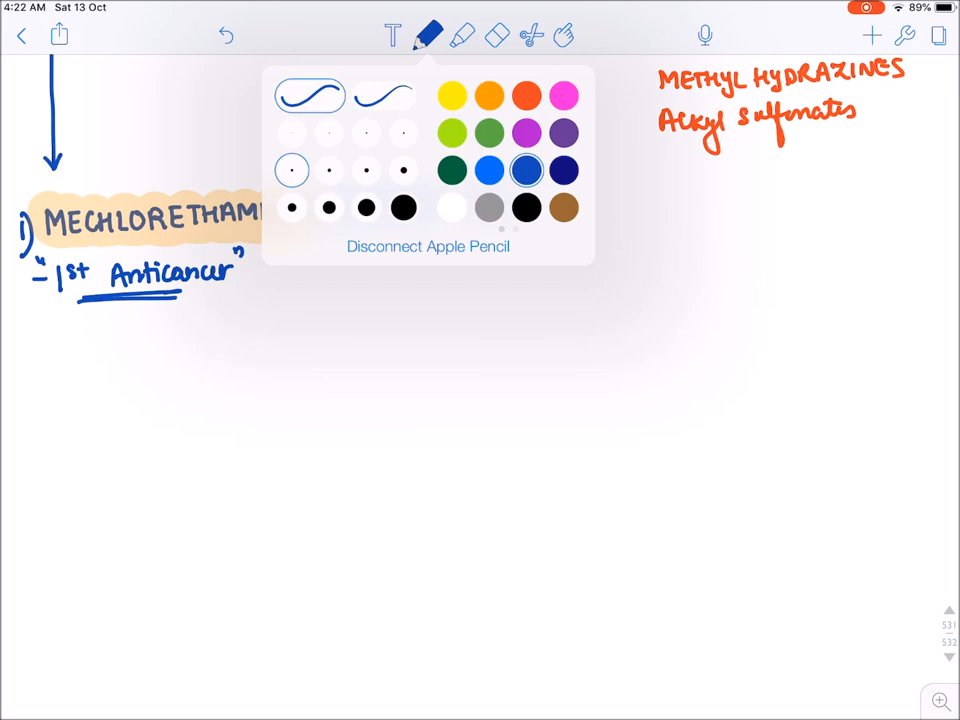 4:22 AM Sat 13 Oct
89%
T
METHYL HYDRAZINES
Alkyl Sulfonates
Disconnect Apple Pencil
1) MECHLORETHAM
- "1st Anticancer"
531
532